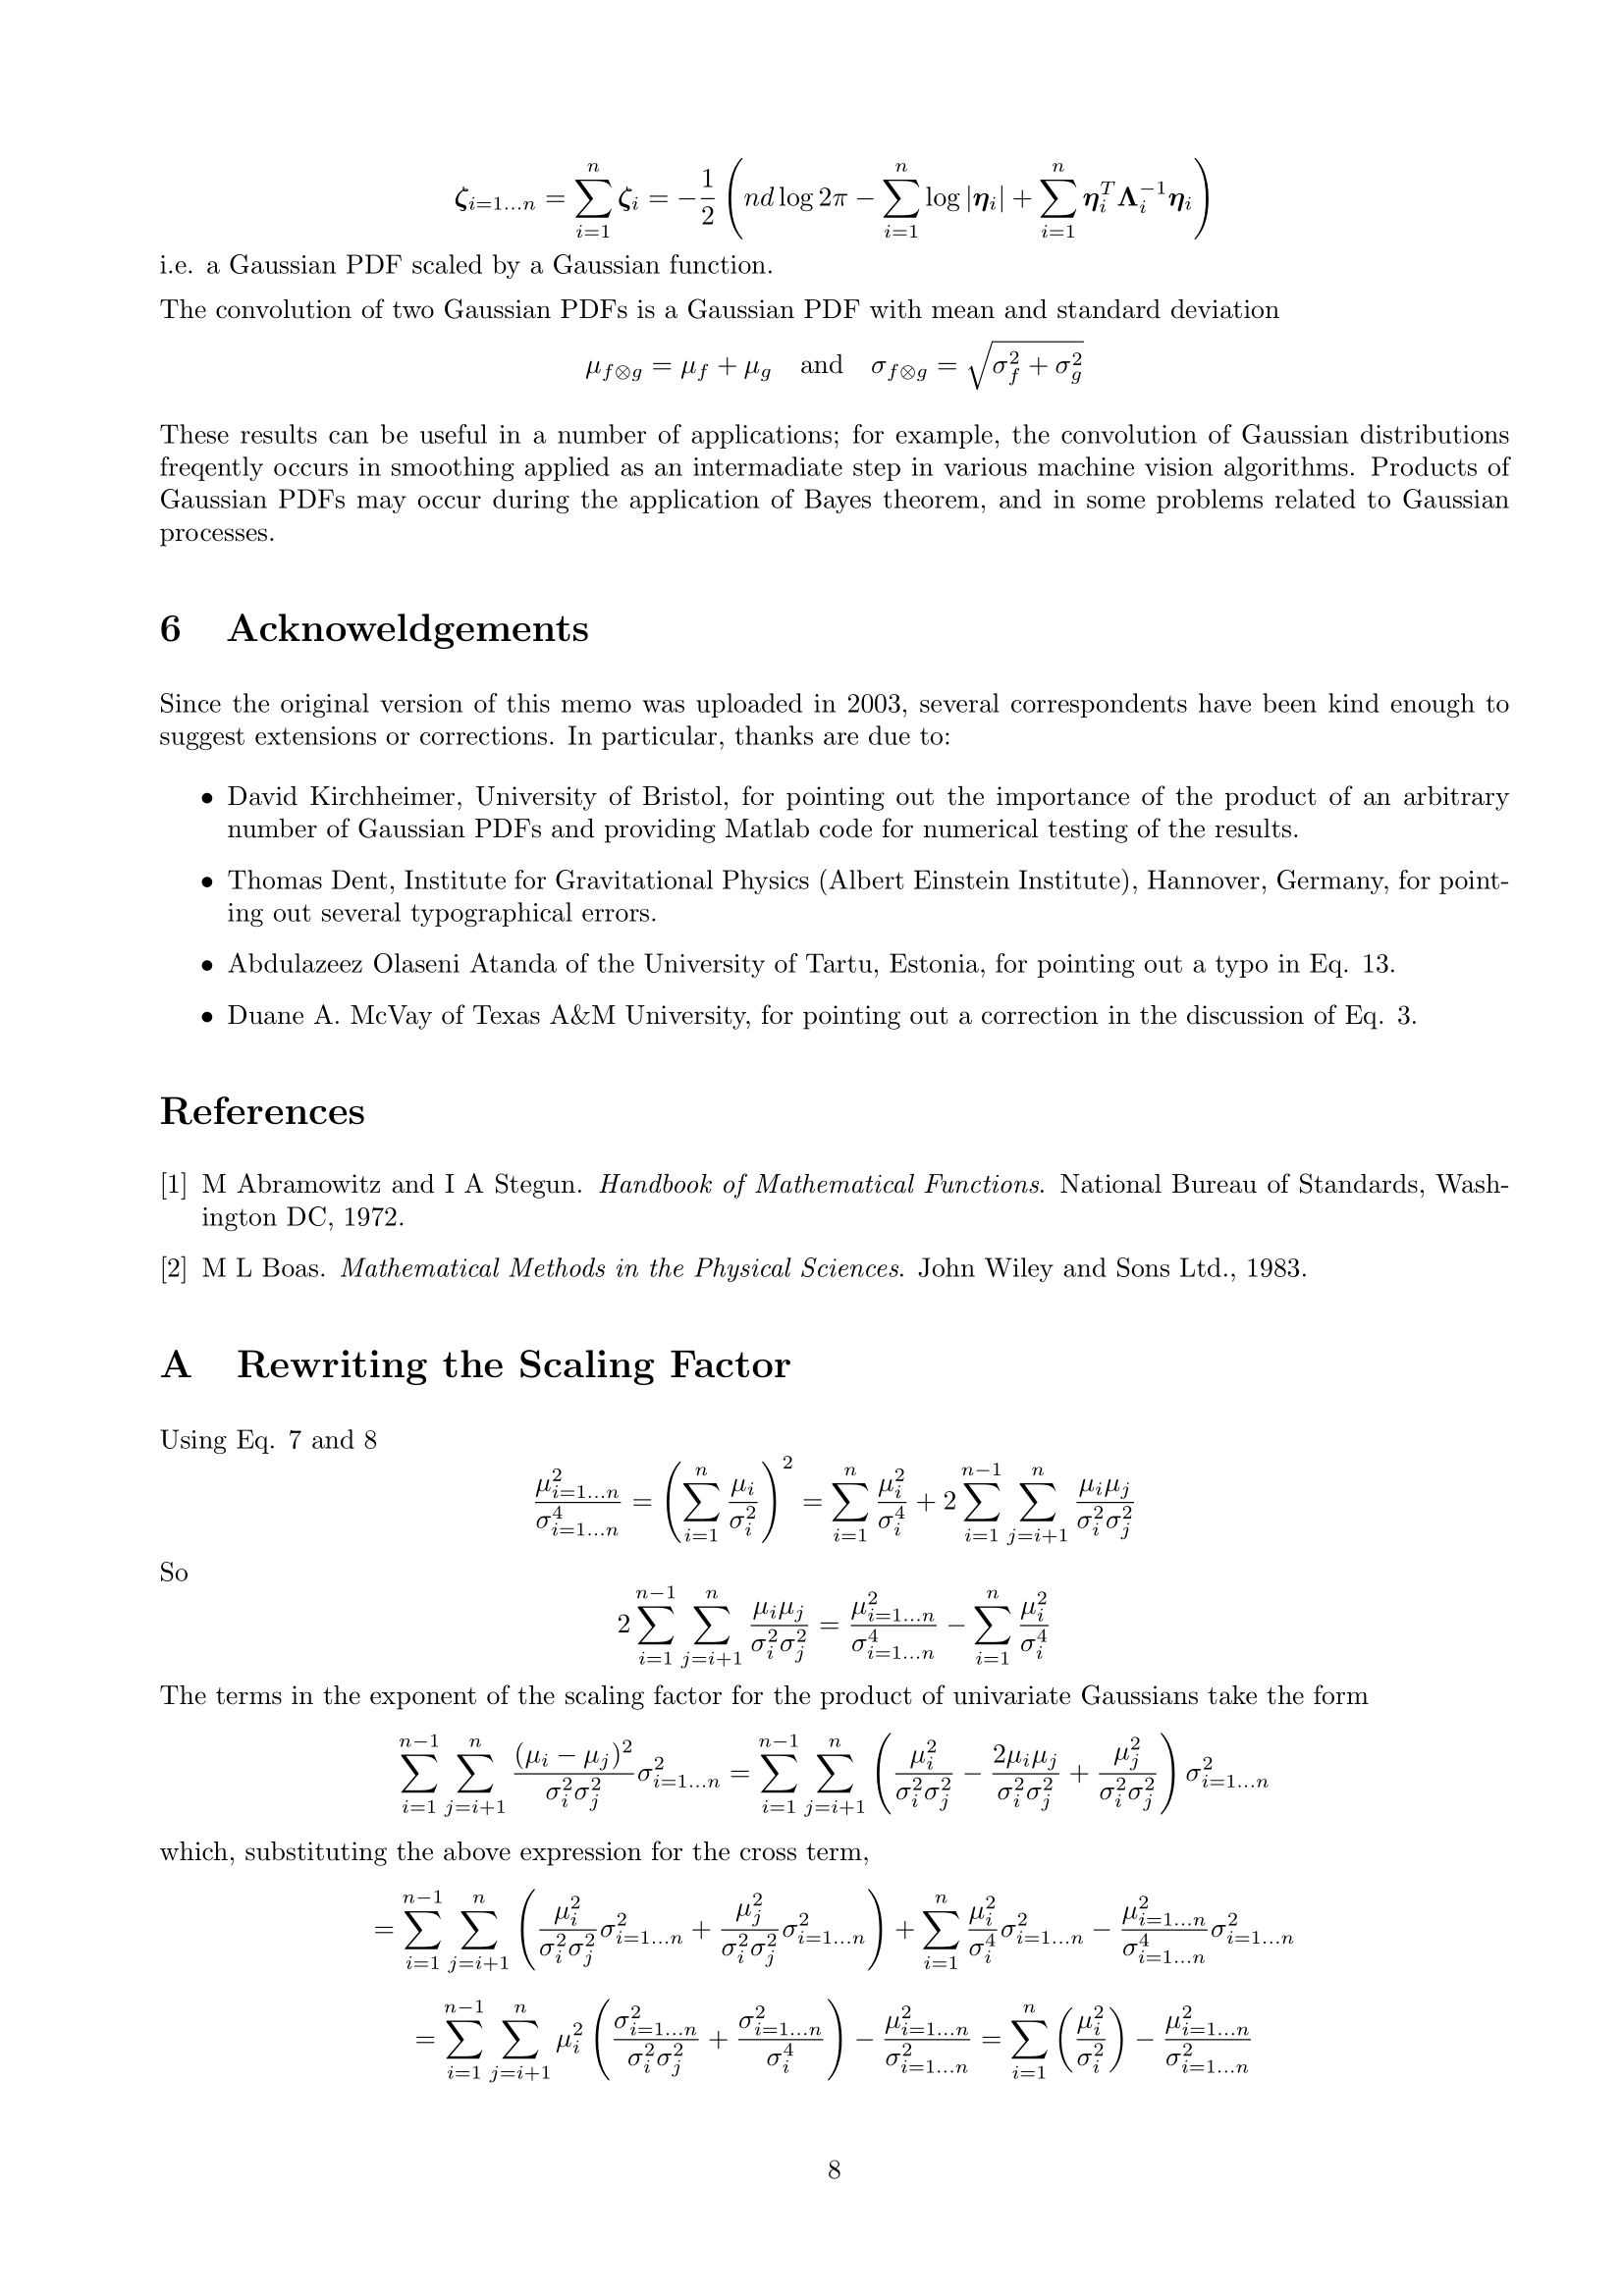 $$\boldsymbol{\zeta}_{i=1\ldots n} = \sum_{i=1}^{n} \boldsymbol{\zeta}_i = -\frac{1}{2}\left(nd\log 2\pi - \sum_{i=1}^{n}\log|\boldsymbol{\eta}_i| + \sum_{i=1}^{n}\boldsymbol{\eta}_i^T\boldsymbol{\Lambda}_i^{-1}\boldsymbol{\eta}_i\right)$$
i.e. a Gaussian PDF scaled by a Gaussian function.
The convolution of two Gaussian PDFs is a Gaussian PDF with mean and standard deviation
$$\mu_{f\otimes g} = \mu_f + \mu_g \quad \text{and} \quad \sigma_{f\otimes g} = \sqrt{\sigma_f^2 + \sigma_g^2}$$
These results can be useful in a number of applications; for example, the convolution of Gaussian distributions
freqently occurs in smoothing applied as an intermadiate step in various machine vision algorithms. Products of
Gaussian PDFs may occur during the application of Bayes theorem, and in some problems related to Gaussian
processes.
6 Acknoweldgements
Since the original version of this memo was uploaded in 2003, several correspondents have been kind enough to
suggest extensions or corrections. In particular, thanks are due to:
• David Kirchheimer, University of Bristol, for pointing out the importance of the product of an arbitrary
number of Gaussian PDFs and providing Matlab code for numerical testing of the results.
• Thomas Dent, Institute for Gravitational Physics (Albert Einstein Institute), Hannover, Germany, for point-
ing out several typographical errors.
• Abdulazeez Olaseni Atanda of the University of Tartu, Estonia, for pointing out a typo in Eq. 13.
• Duane A. McVay of Texas A&M University, for pointing out a correction in the discussion of Eq. 3.
References
[1] M Abramowitz and I A Stegun. Handbook of Mathematical Functions. National Bureau of Standards, Wash-
ington DC, 1972.
[2] M L Boas. Mathematical Methods in the Physical Sciences. John Wiley and Sons Ltd., 1983.
A Rewriting the Scaling Factor
Using Eq. 7 and 8
$$\frac{\mu_{i=1\ldots n}^2}{\sigma_{i=1\ldots n}^4} = \left(\sum_{i=1}^{n}\frac{\mu_i}{\sigma_i^2}\right)^2 = \sum_{i=1}^{n}\frac{\mu_i^2}{\sigma_i^4} + 2\sum_{i=1}^{n-1}\sum_{j=i+1}^{n}\frac{\mu_i\mu_j}{\sigma_i^2\sigma_j^2}$$
So
$$2\sum_{i=1}^{n-1}\sum_{j=i+1}^{n}\frac{\mu_i\mu_j}{\sigma_i^2\sigma_j^2} = \frac{\mu_{i=1\ldots n}^2}{\sigma_{i=1\ldots n}^4} - \sum_{i=1}^{n}\frac{\mu_i^2}{\sigma_i^4}$$
The terms in the exponent of the scaling factor for the product of univariate Gaussians take the form
$$\sum_{i=1}^{n-1}\sum_{j=i+1}^{n}\frac{(\mu_i-\mu_j)^2}{\sigma_i^2\sigma_j^2}\sigma_{i=1\ldots n}^2 = \sum_{i=1}^{n-1}\sum_{j=i+1}^{n}\left(\frac{\mu_i^2}{\sigma_i^2\sigma_j^2} - \frac{2\mu_i\mu_j}{\sigma_i^2\sigma_j^2} + \frac{\mu_j^2}{\sigma_i^2\sigma_j^2}\right)\sigma_{i=1\ldots n}^2$$
which, substituting the above expression for the cross term,
$$= \sum_{i=1}^{n-1}\sum_{j=i+1}^{n}\left(\frac{\mu_i^2}{\sigma_i^2\sigma_j^2}\sigma_{i=1\ldots n}^2 + \frac{\mu_j^2}{\sigma_i^2\sigma_j^2}\sigma_{i=1\ldots n}^2\right) + \sum_{i=1}^{n}\frac{\mu_i^2}{\sigma_i^4}\sigma_{i=1\ldots n}^2 - \frac{\mu_{i=1\ldots n}^2}{\sigma_{i=1\ldots n}^4}\sigma_{i=1\ldots n}^2$$
$$= \sum_{i=1}^{n-1}\sum_{j=i+1}^{n}\mu_i^2\left(\frac{\sigma_{i=1\ldots n}^2}{\sigma_i^2\sigma_j^2} + \frac{\sigma_{i=1\ldots n}^2}{\sigma_i^4}\right) - \frac{\mu_{i=1\ldots n}^2}{\sigma_{i=1\ldots n}^2} = \sum_{i=1}^{n}\left(\frac{\mu_i^2}{\sigma_i^2}\right) - \frac{\mu_{i=1\ldots n}^2}{\sigma_{i=1\ldots n}^2}$$
8